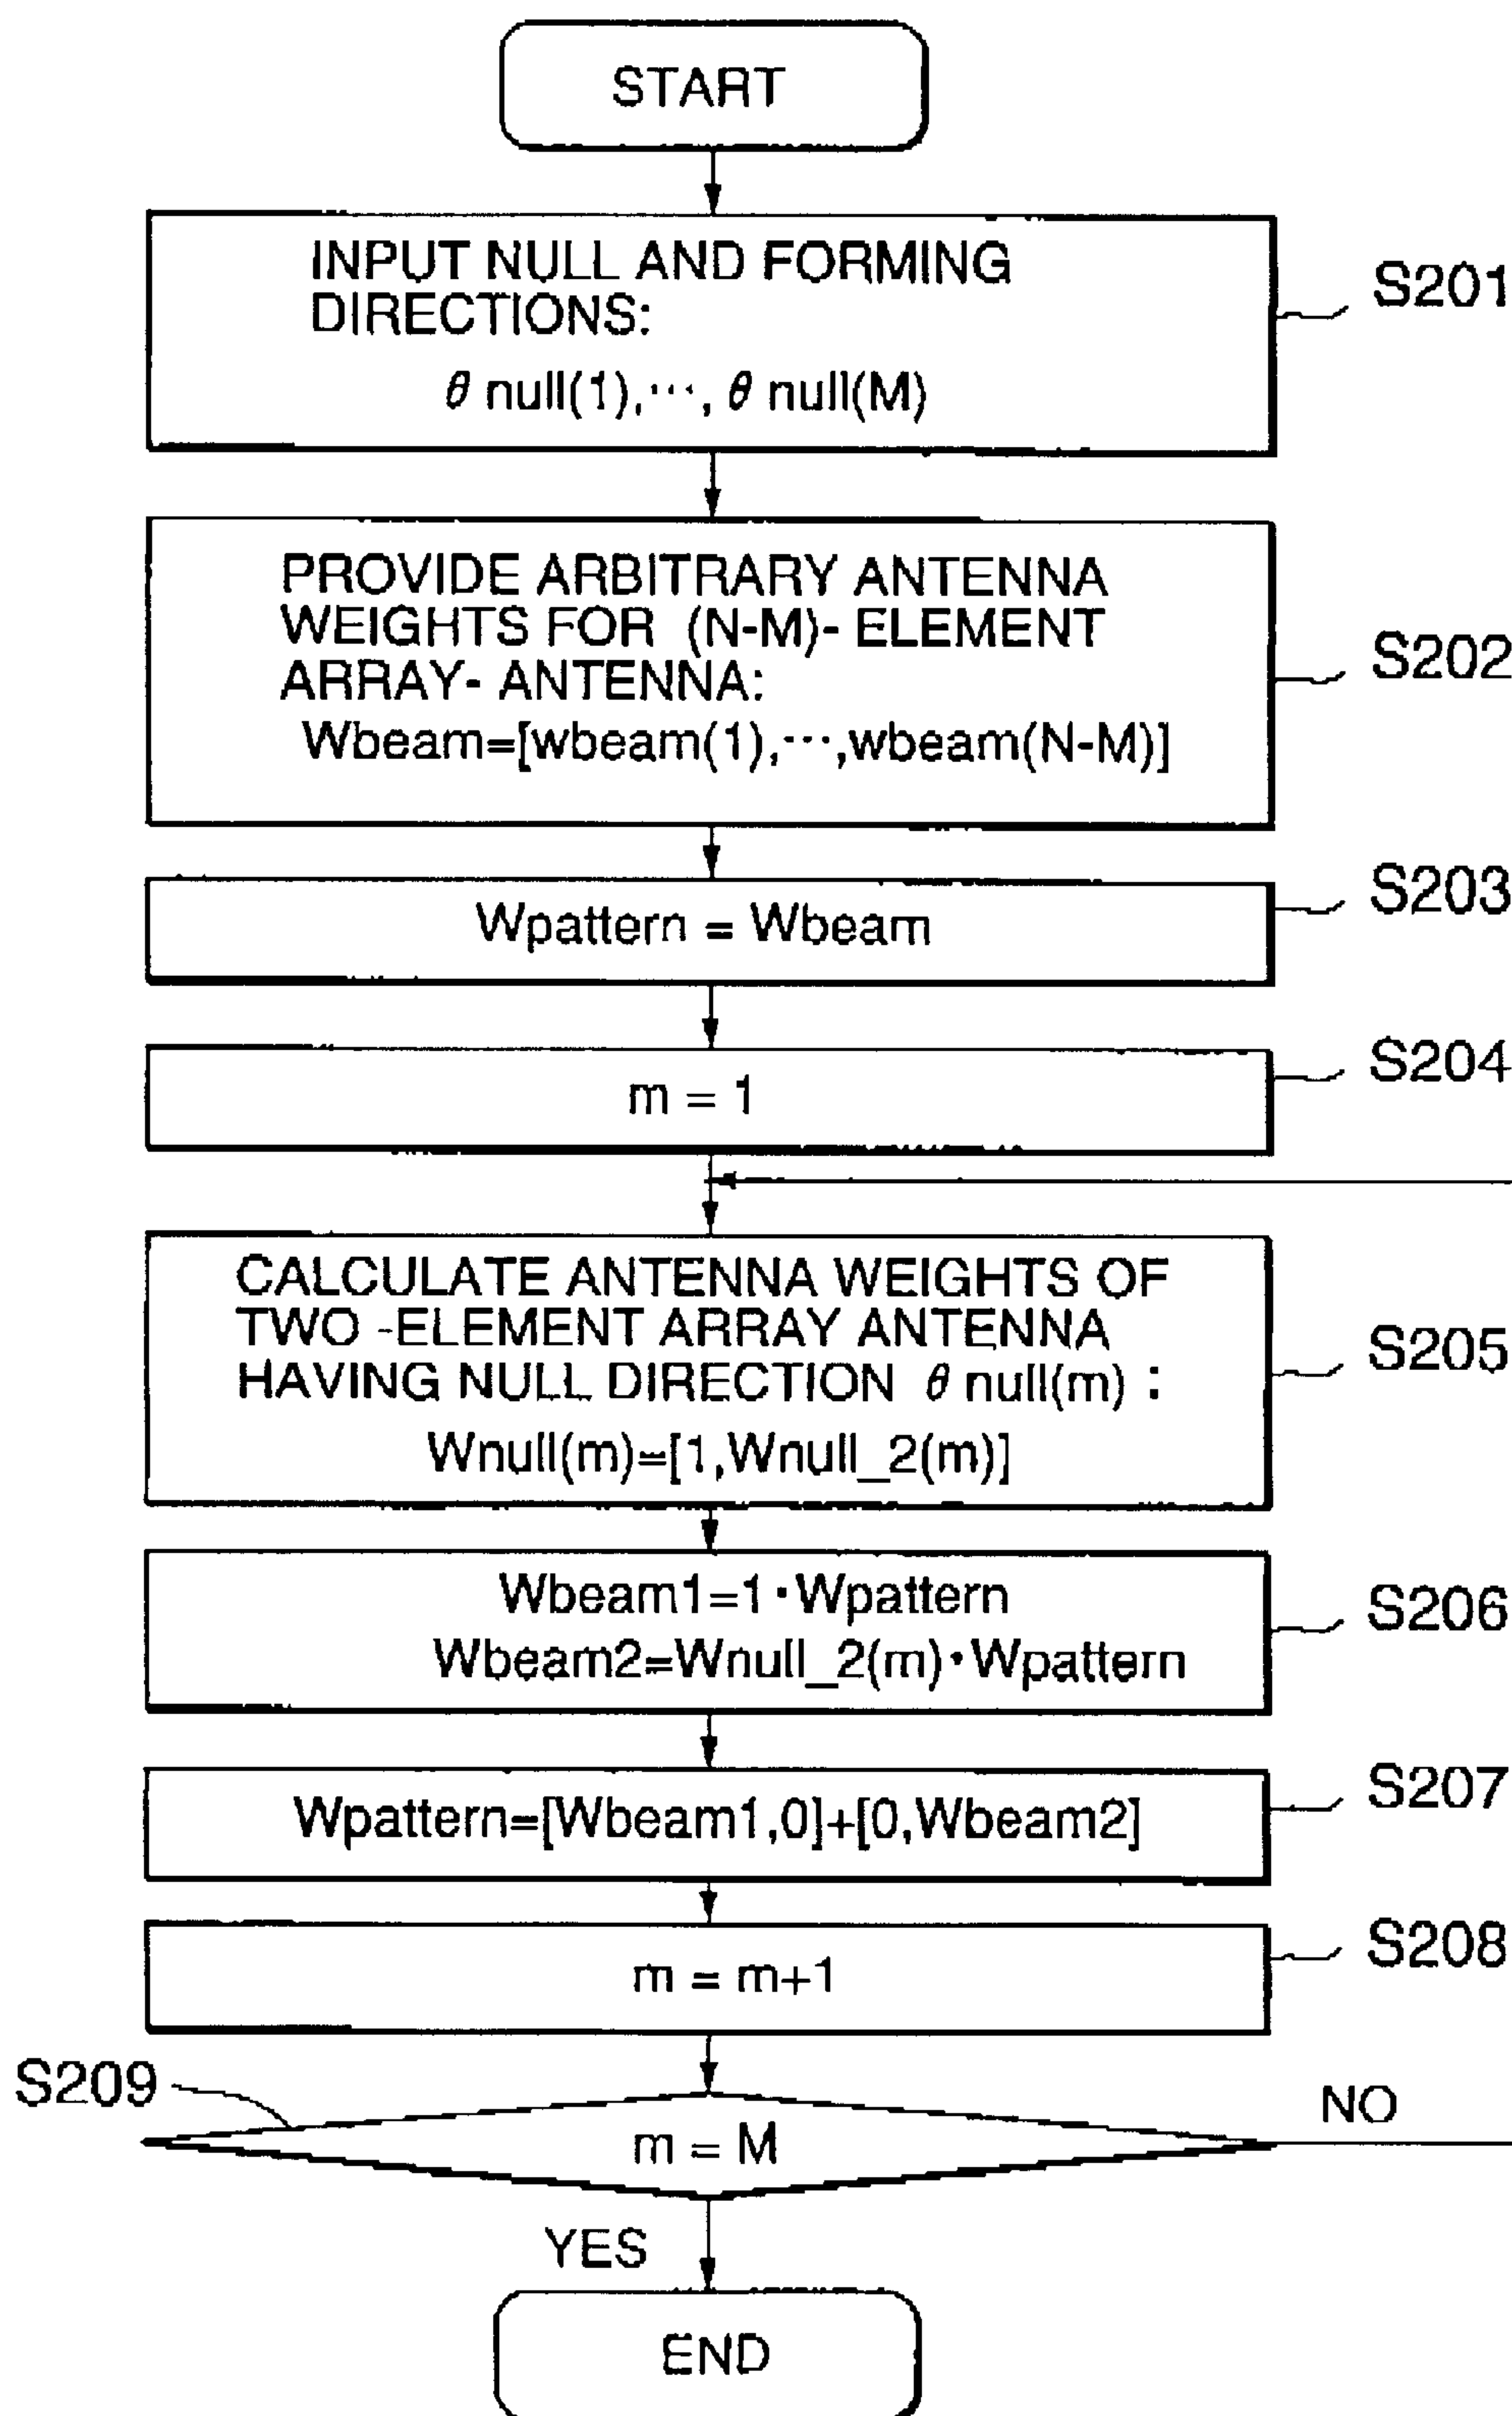 START
INPUT NULL AND FORMING
DIRECTIONS:
θ null(1),⋯, θ null(M)
S201
PROVIDE ARBITRARY ANTENNA
WEIGHTS FOR (N-M)- ELEMENT
ARRAY- ANTENNA:
Wbeam=[wbeam(1),⋯,wbeam(N-M)]
S202
Wpattern = Wbeam
S203
m = 1
S204
CALCULATE ANTENNA WEIGHTS OF
TWO -ELEMENT ARRAY ANTENNA
HAVING NULL DIRECTION θ null(m) :
Wnull(m)=[1,Wnull_2(m)]
S205
Wbeam1=1·Wpattern
Wbeam2=Wnull_2(m)·Wpattern
S206
Wpattern=[Wbeam1,0]+[0,Wbeam2]
S207
m = m+1
S208
S209
m = M
NO
YES
END